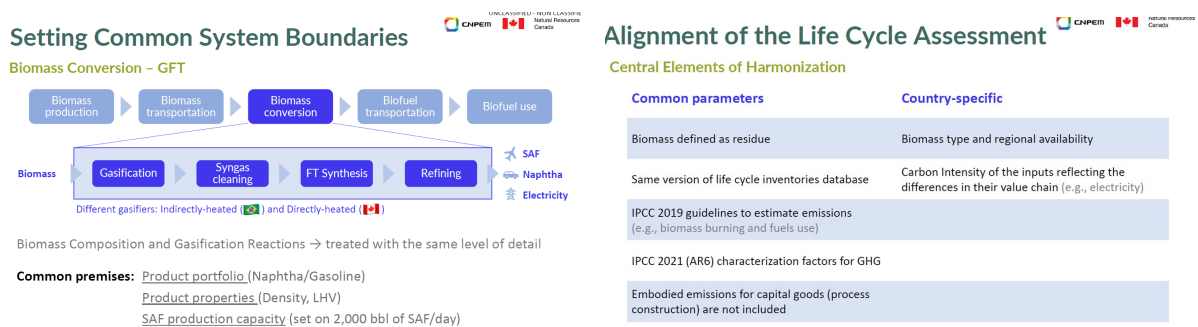 UNCLASSIFIED - NON CLASSIFIÉ
CNPEM
Natural Resources
Canada
Setting Common System Boundaries
Biomass Conversion – GFT
Biomass production
Biomass transportation
Biomass conversion
Biofuel transportation
Biofuel use
Biomass
Gasification
Syngas cleaning
FT Synthesis
Refining
SAF
Naphtha
Electricity
Different gasifiers: Indirectly-heated ( ) and Directly-heated ( )
Biomass Composition and Gasification Reactions → treated with the same level of detail
Common premises: Product portfolio (Naphtha/Gasoline)
Product properties (Density, LHV)
SAF production capacity (set on 2,000 bbl of SAF/day)
CNPEM
Natural Resources
Canada
Alignment of the Life Cycle Assessment
Central Elements of Harmonization
Common parameters
Country-specific
Biomass defined as residue
Biomass type and regional availability
Same version of life cycle inventories database
Carbon Intensity of the inputs reflecting the
differences in their value chain (e.g., electricity)
IPCC 2019 guidelines to estimate emissions
(e.g., biomass burning and fuels use)
IPCC 2021 (AR6) characterization factors for GHG
Embodied emissions for capital goods (process
construction) are not included